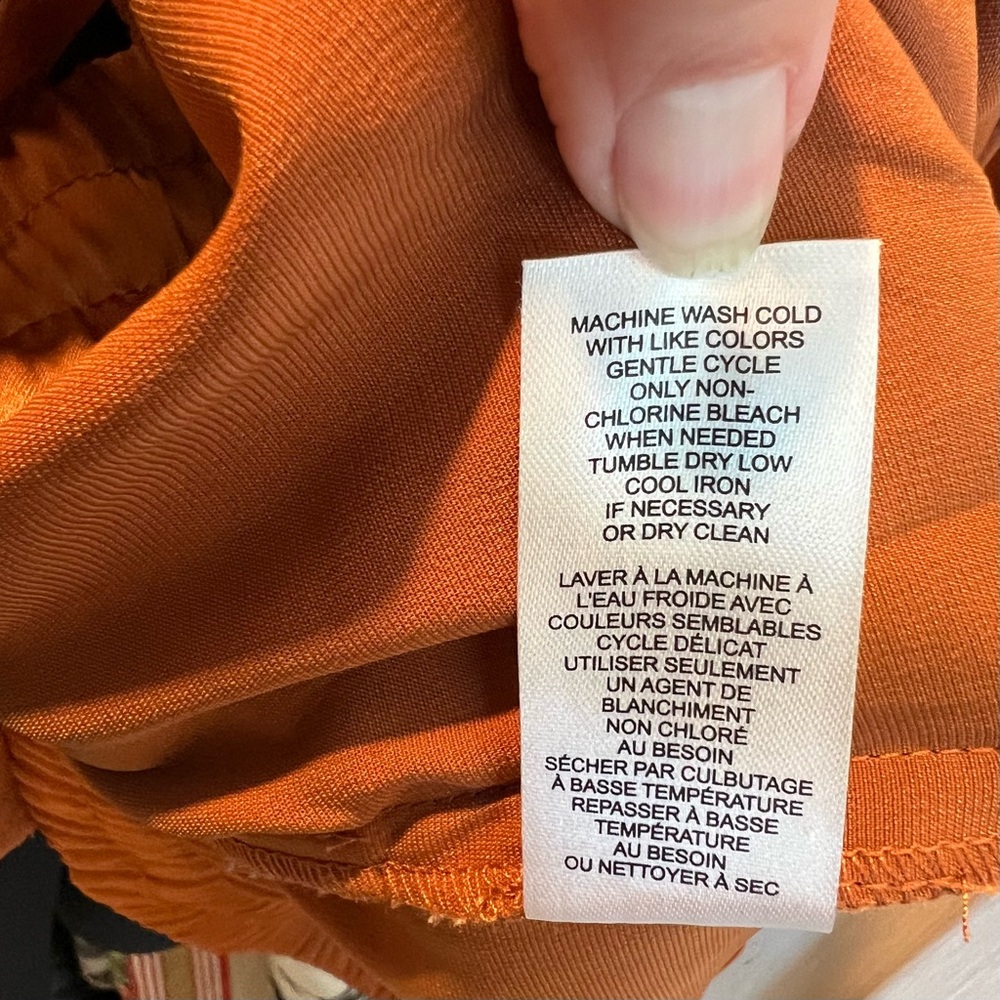 MACHINE WASH COLD
WITH LIKE COLORS
GENTLE CYCLE
ONLY NON-
CHLORINE BLEACH
WHEN NEEDED
TUMBLE DRY LOW
COOL IRON
IF NECESSARY
OR DRY CLEAN
LAVER À LA MACHINE À
L'EAU FROIDE AVEC
COULEURS SEMBLABLES
CYCLE DÉLICAT
UTILISER SEULEMENT
UN AGENT DE
BLANCHIMENT
NON CHLORÉ
AU BESOIN
SÉCHER PAR CULBUTAGE
À BASSE TEMPÉRATURE
REPASSER À BASSE
TEMPÉRATURE
AU BESOIN
OU NETTOYER À SEC